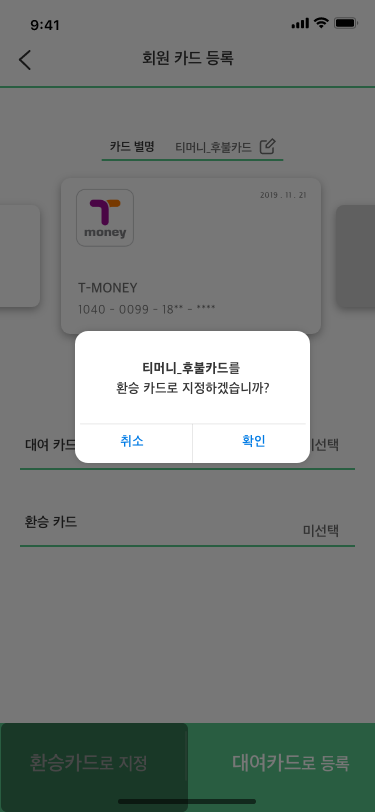 9:41
회원 카드 등록
카드 별명 티머니_후불카드
2019 . 11 . 21
money
T-MONEY
1040 - 0099 - 18** - ****
티머니_후불카드를
환승 카드로 지정하겠습니까?
취소 확인
대여 카드 미선택
환승 카드
미선택
환승카드로 지정 대여카드로 등록